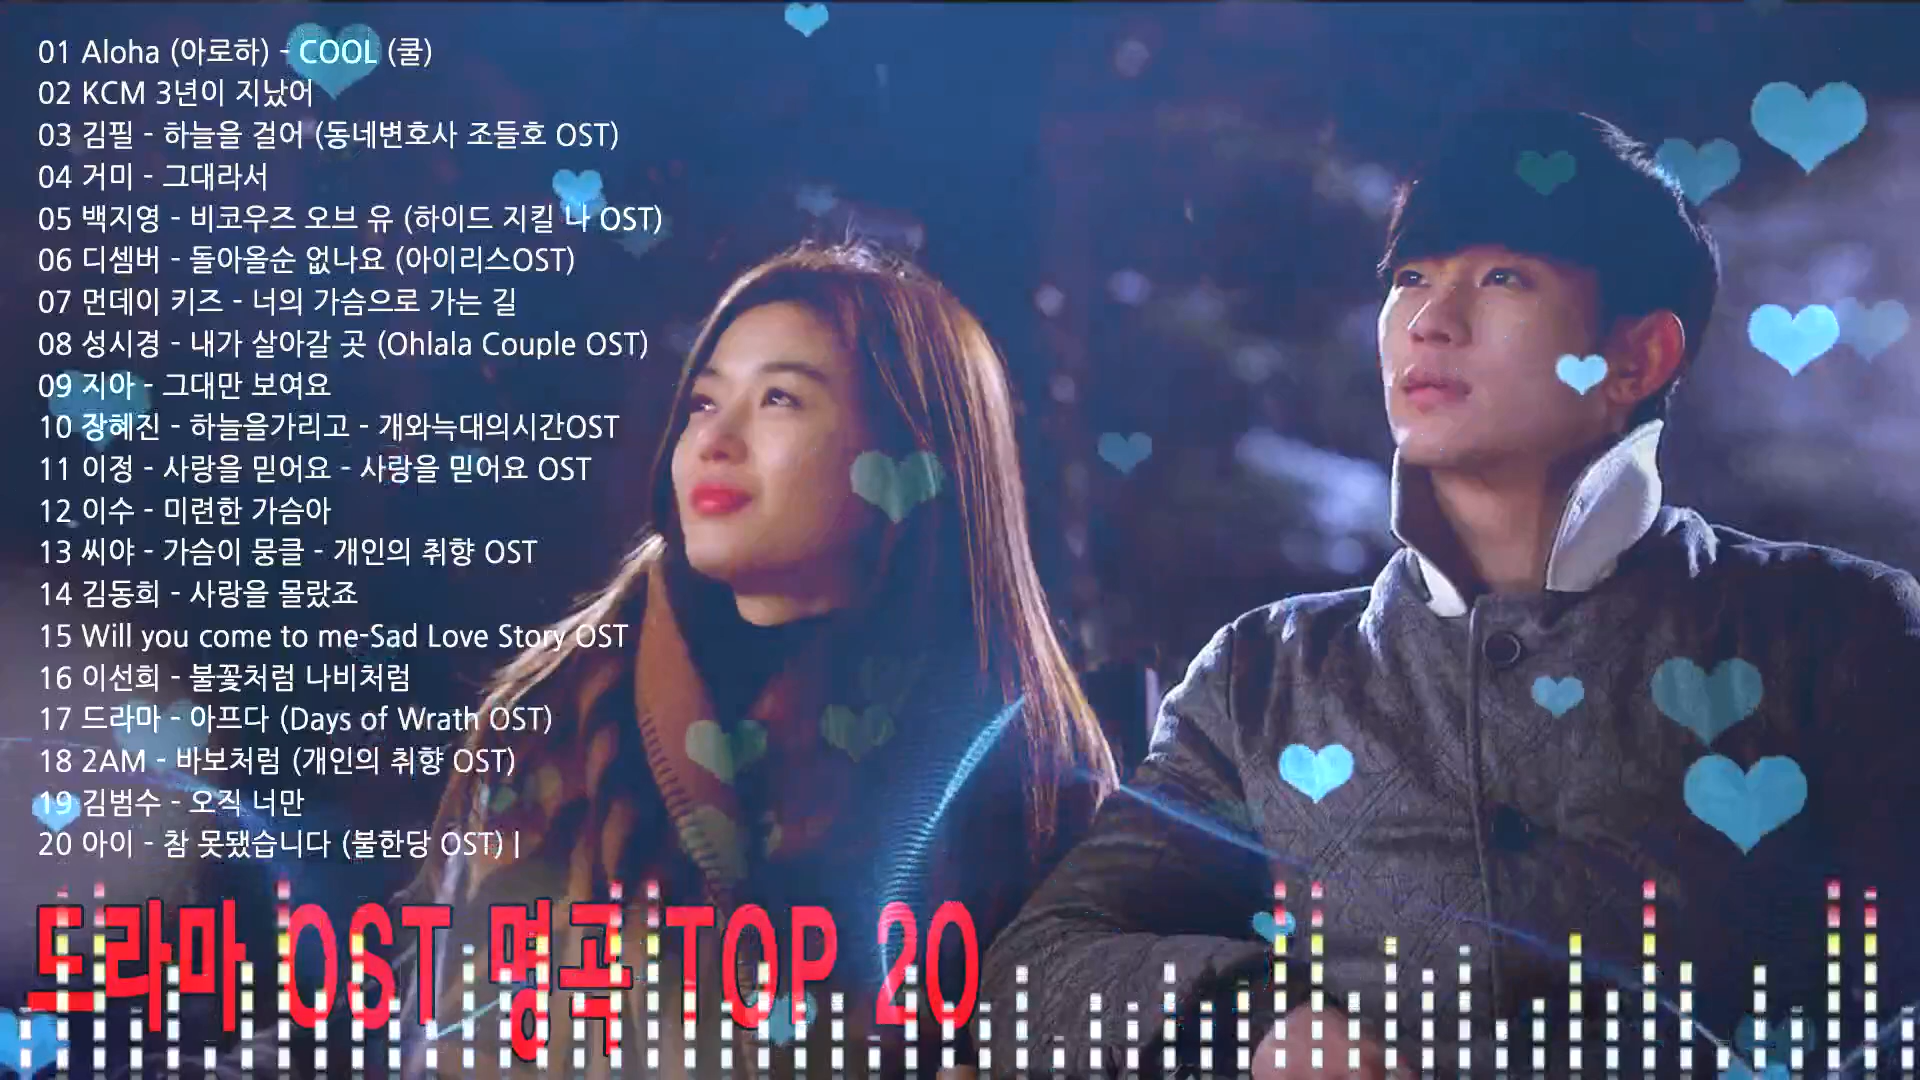 01 Aloha (아로하) - COOL (쿨)
02 KCM 3년이 지났어
03 김필 - 하늘을 걸어 (동네변호사 조들호 OST)
04 거미 - 그대라서
05 백지영 - 비코우즈 오브 유 (하이드 지킬 나 OST)
06 디셈버 - 돌아올순 없나요 (아이리스OST)
07 먼데이 키즈 - 너의 가슴으로 가는 길
08 성시경 - 내가 살아갈 곳 (Ohlala Couple OST)
09 지아 - 그대만 보여요
10 장혜진 - 하늘을가리고 - 개와늑대의시간OST
11 이정 - 사랑을 믿어요 - 사랑을 믿어요 OST
12 이수 - 미련한 가슴아
13 씨야 - 가슴이 뭉클 - 개인의 취향 OST
14 김동희 - 사랑을 몰랐죠
15 Will you come to me-Sad Love Story OST
16 이선희 - 불꽃처럼 나비처럼
17 드라마 - 아프다 (Days of Wrath OST)
18 2AM - 바보처럼 (개인의 취향 OST)
19 김범수 - 오직 너만
20 아이 - 참 못됐습니다 (불한당 OST) |
드라마 OST 명곡 TOP 20